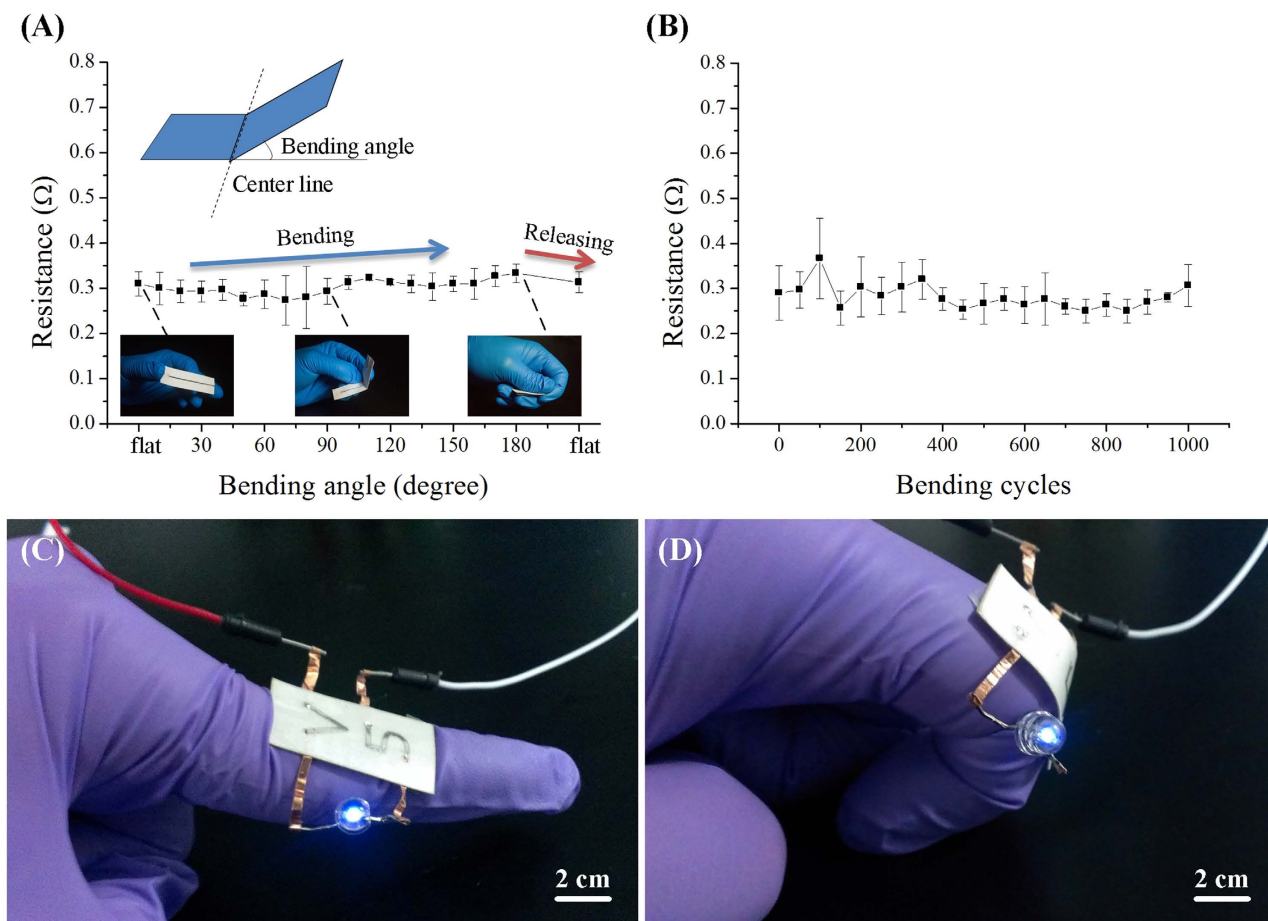 (A)
0.8
0.7
0.6
0.5
0.4
0.3
0.2
0.1
0.0
Resistance (Ω)
Bending angle
Center line
Bending
Releasing
flat 30 60 90 120 150 180 flat
Bending angle (degree)
(B)
0.8
0.7
0.6
0.5
0.4
0.3
0.2
0.1
0.0
Resistance (Ω)
0 200 400 600 800 1000
Bending cycles
(C)
V
5
2 cm
(D)
2 cm